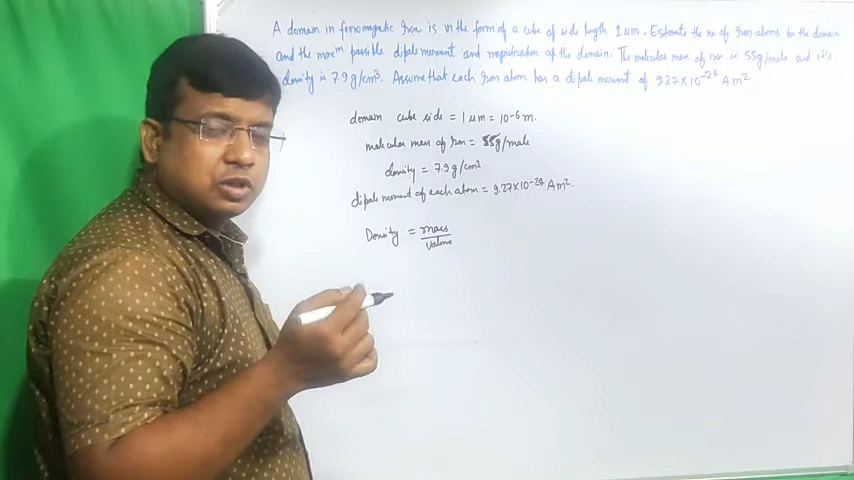 A domain in ferromagnetic Iron is in the form of a cube of side length 1 μm. Estimate the no of Iron atoms in the domain
and the maxᵐ possible dipole moment and magnetisation of the domain. The molecular mass of iron is 55g/mole and its
density is 7.9 g/cm³. Assume that each Iron atom has a dipole moment of 9.27×10⁻²⁴ Am²
domain cube side = 1 μm = 10⁻⁶ m.
molecular mass of Iron = 55g/mole
density = 7.9 g/cm³
dipole moment of each atom = 9.27×10⁻²⁴ Am².
Density = mass
volume